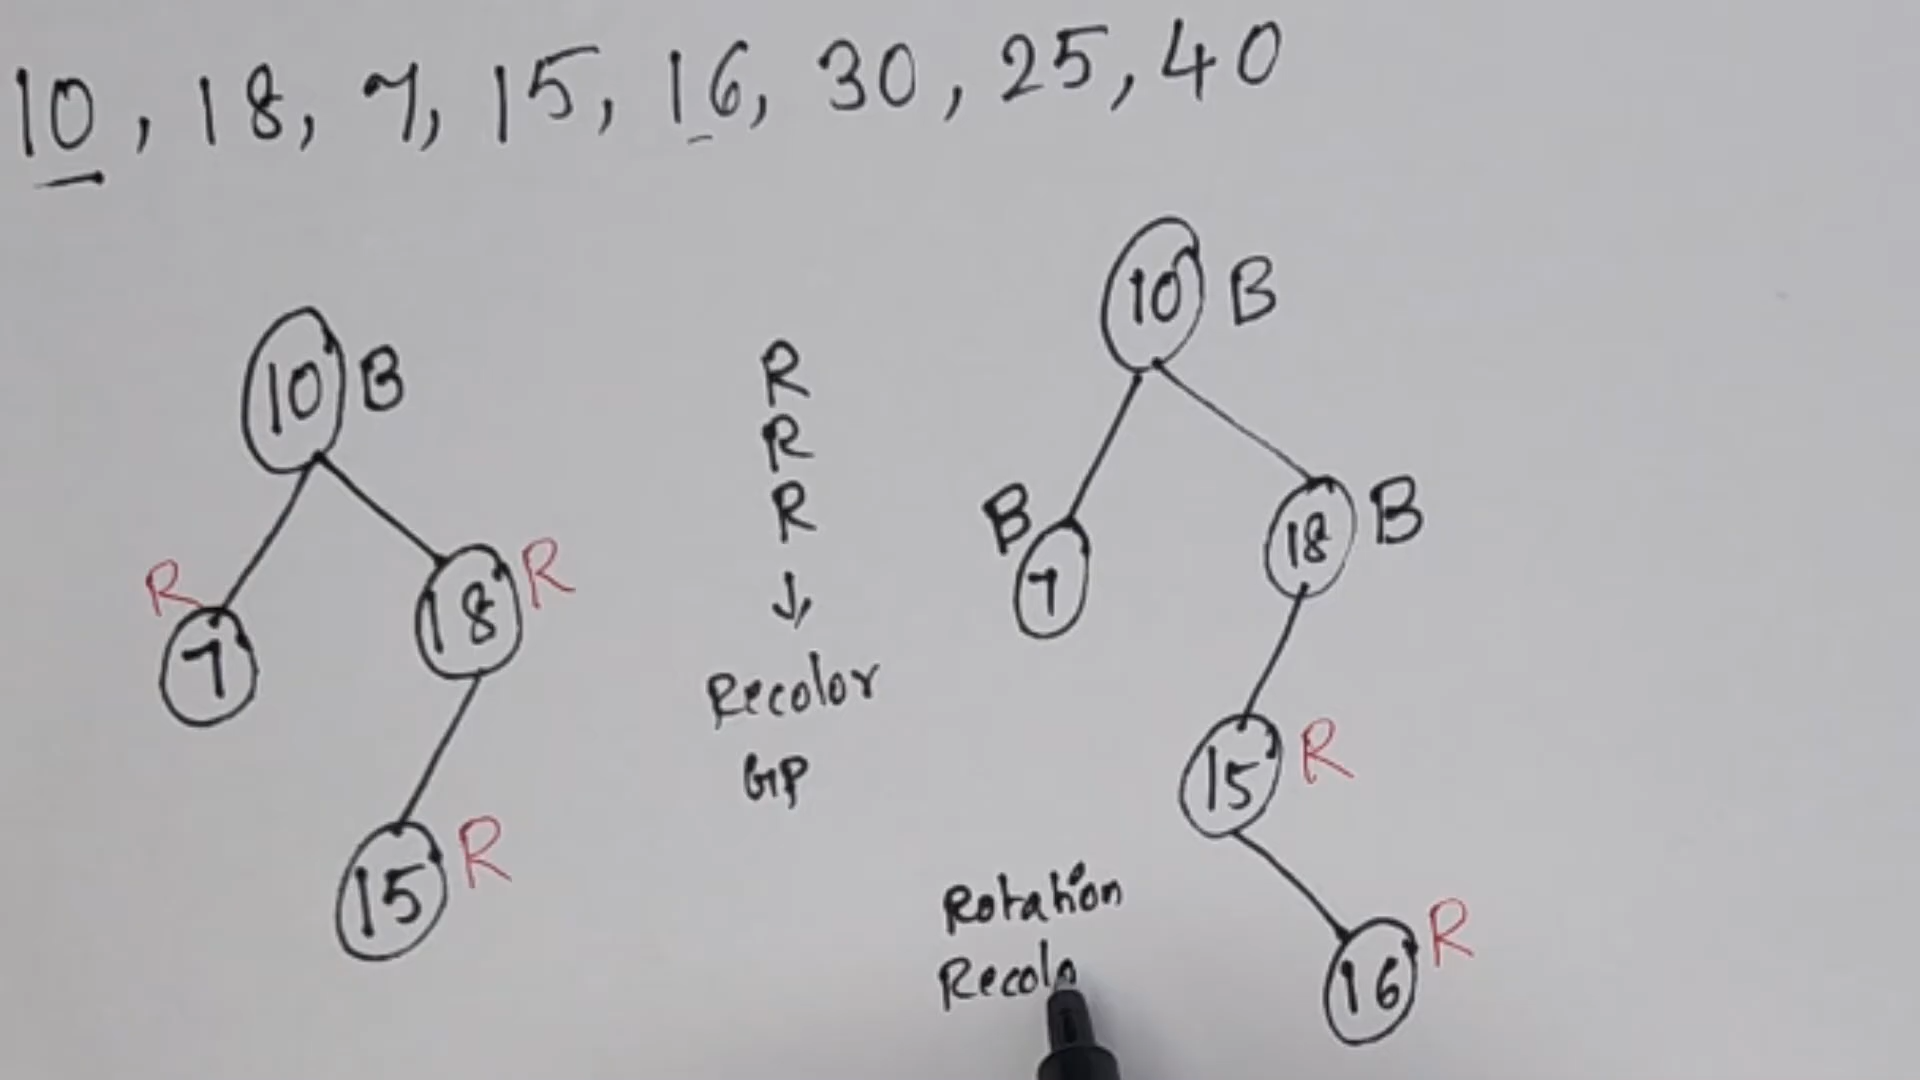 10, 18, 7, 15, 16, 30, 25, 40
10 B
R
7
18 R
15 R
R
R
R
↓
Recolor
GP
10 B
B
7
18 B
15 R
16 R
Rotation
Recolo